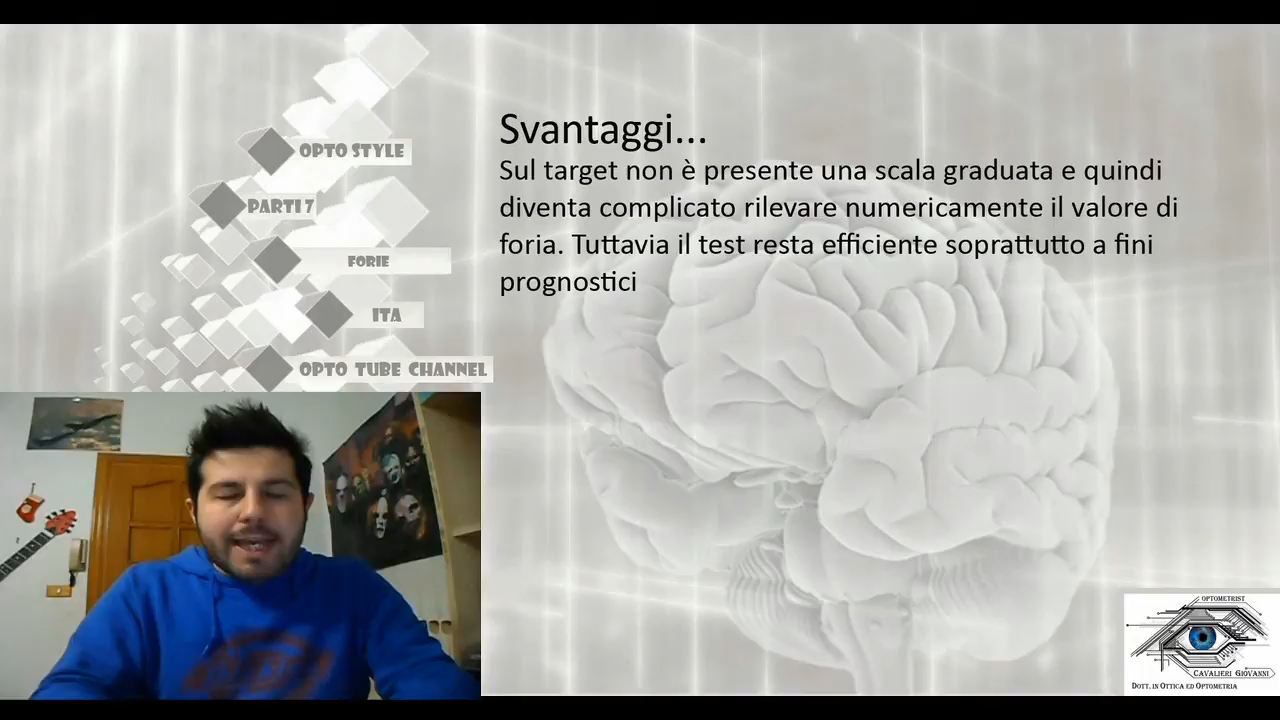 OPTO STYLE
PARTI 7
FORIE
ITA
OPTO TUBE CHANNEL
Svantaggi...
Sul target non è presente una scala graduata e quindi
diventa complicato rilevare numericamente il valore di
foria. Tuttavia il test resta efficiente soprattutto a fini
prognostici
OPTOMETRIST
CAVALIERI GIOVANNI
DOTT. IN OTTICA ED OPTOMETRIA